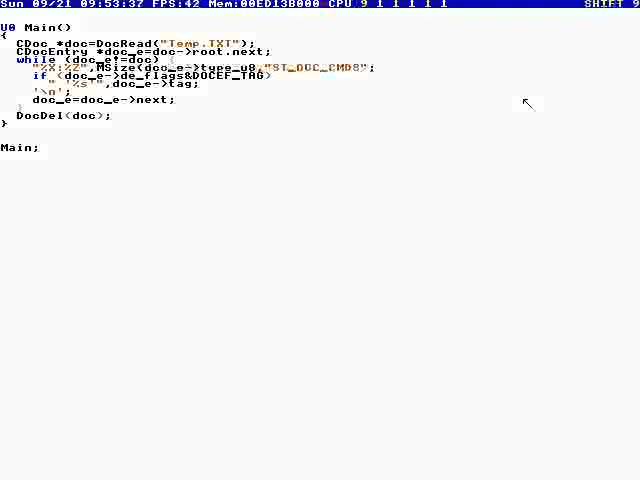 Sun 09/21 09:53:37 FPS:42 Mem:00ED13B000 CPU 9 1 1 1 1 1 SHIFT 9
U0 Main()
{
CDoc *doc=DocRead("Temp.TXT");
CDocEntry *doc_e=doc->root.next;
while (doc_e!=doc) {
"%X:%Z",MSize(doc_e->type_u8,"ST_DOC_CMDS");
if (doc_e->de_flags&DOCEF_TAG)
" '%s'",doc_e->tag;
'\n';
doc_e=doc_e->next;
}
DocDel(doc);
}
Main;